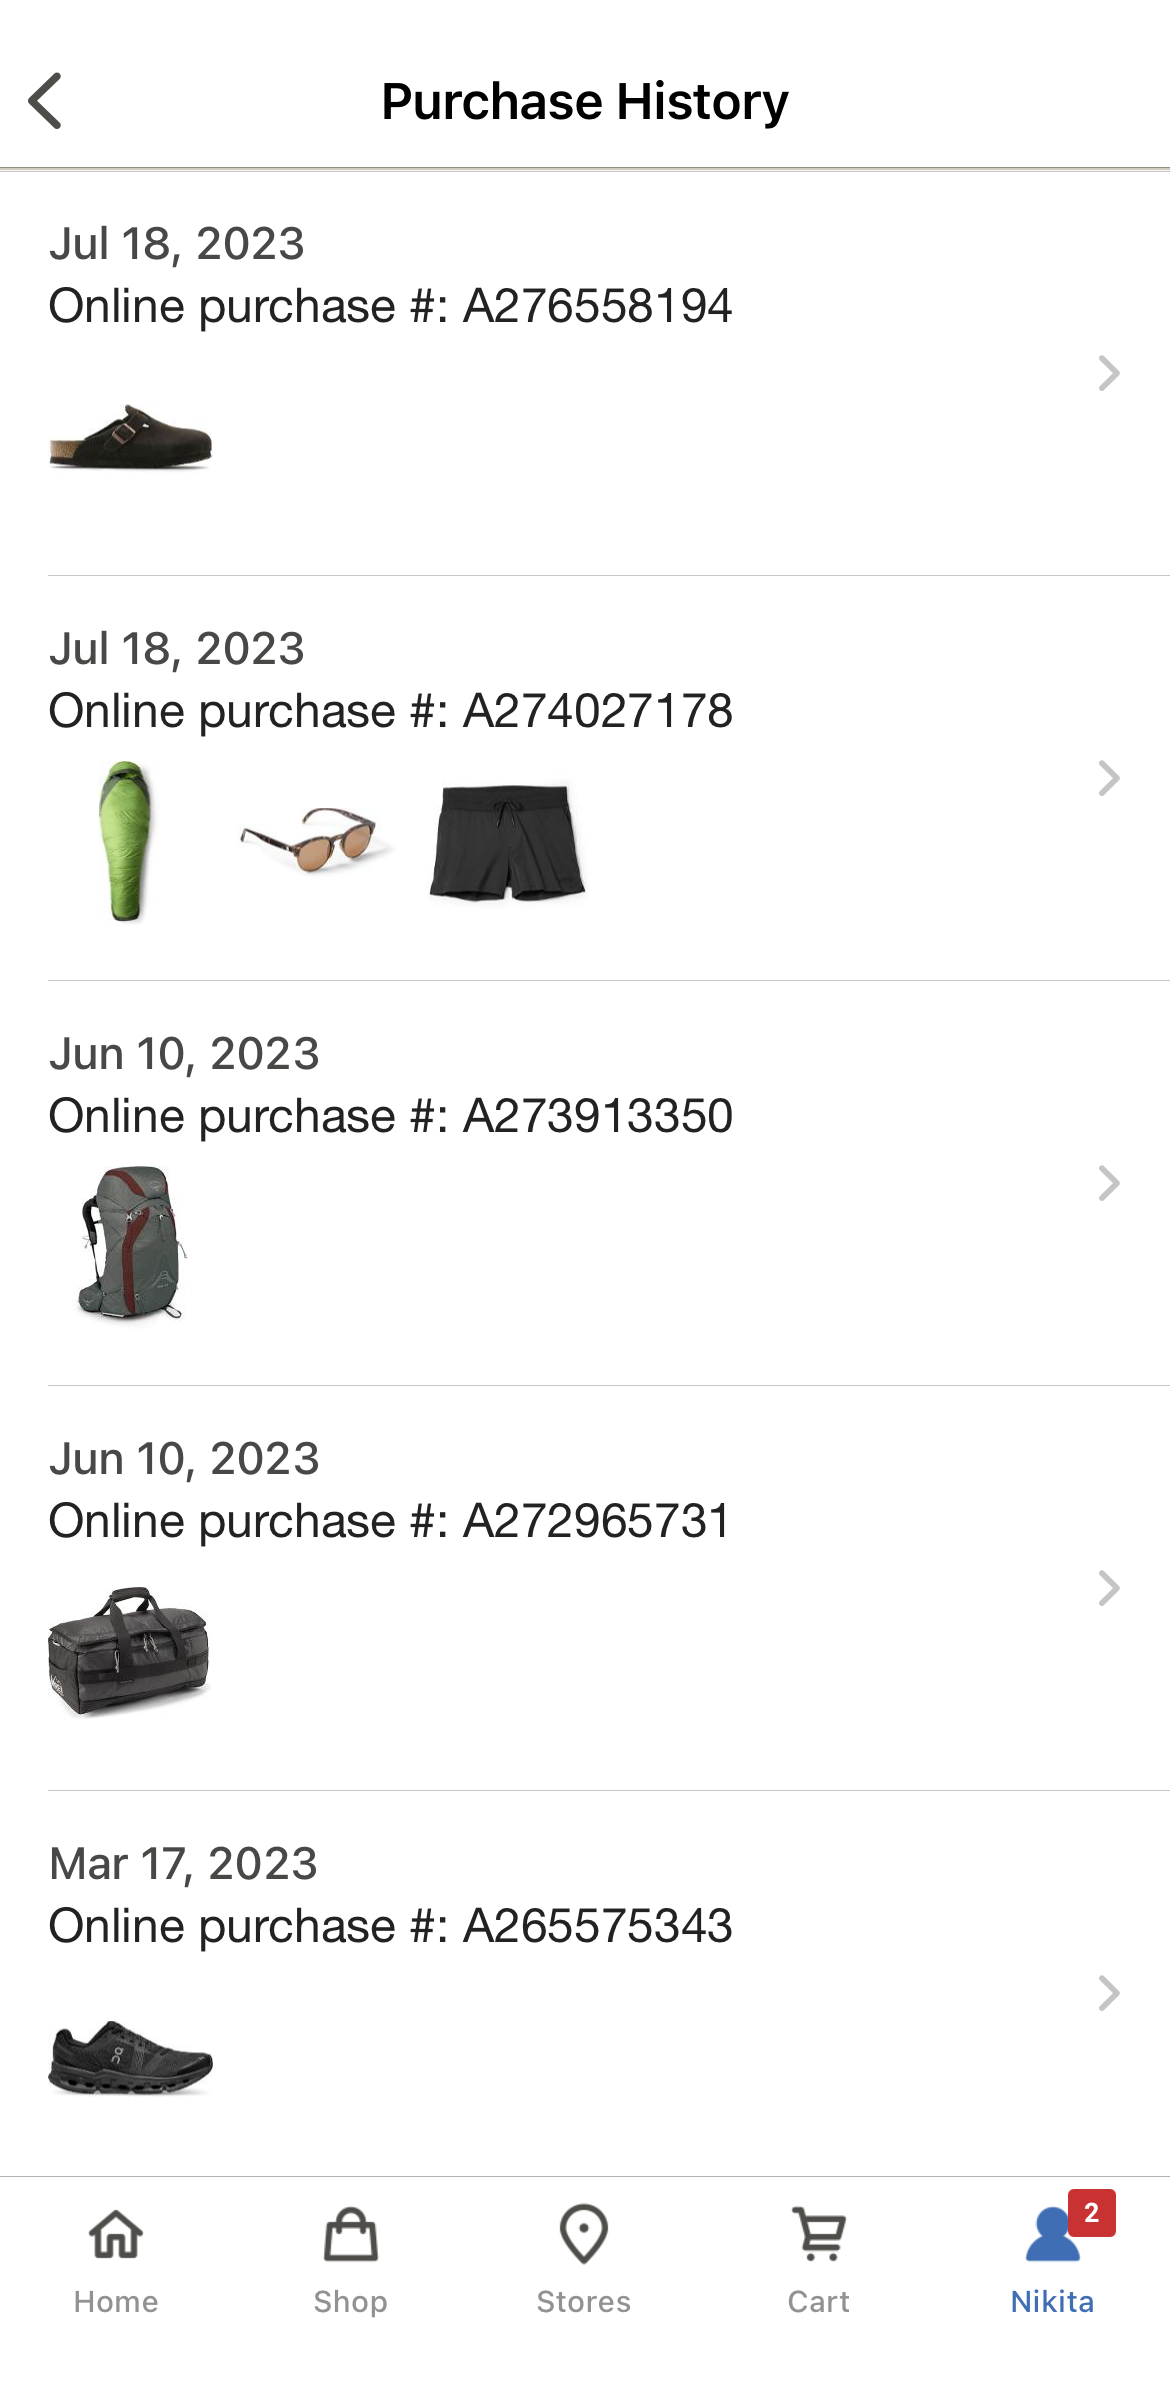 Purchase History
Jul 18, 2023
Online purchase #: A276558194
Jul 18, 2023
Online purchase #: A274027178
Jun 10, 2023
Online purchase #: A273913350
Jun 10, 2023
Online purchase #: A272965731
Mar 17, 2023
Online purchase #: A265575343
2
Home
Shop
Stores
Cart
Nikita